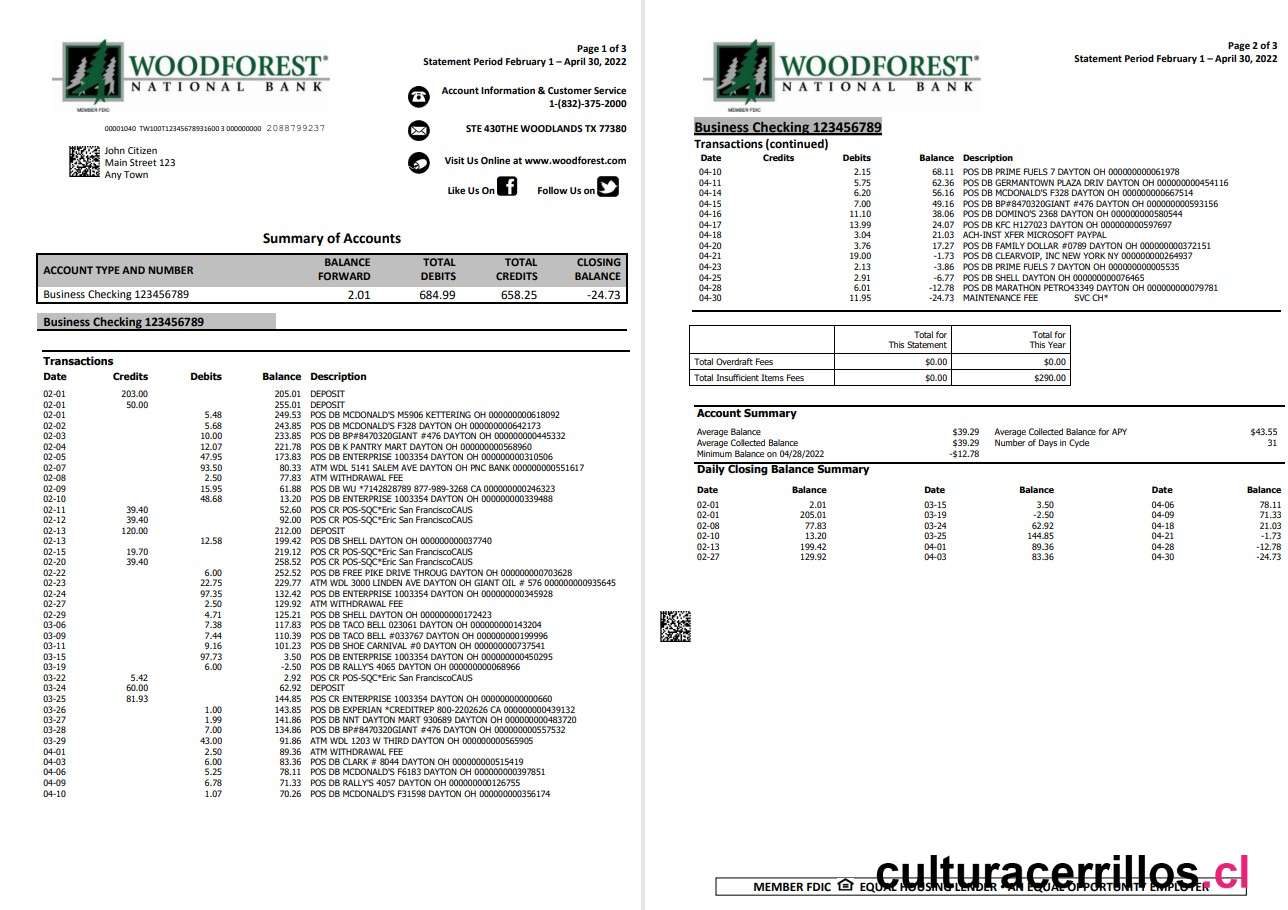 WOODFOREST®
NATIONAL BANK
MEMBER FDIC
Page 1 of 3
Statement Period February 1 – April 30, 2022
Account Information & Customer Service
1-(832)-375-2000
00001040 TW100T12345678931600 3 000000000 2088799237
STE 430THE WOODLANDS TX 77380
John Citizen
Main Street 123
Any Town
Visit Us Online at www.woodforest.com
Like Us On f Follow Us on
Summary of Accounts
ACCOUNT TYPE AND NUMBER BALANCE FORWARD TOTAL DEBITS TOTAL CREDITS CLOSING BALANCE
Business Checking 123456789 2.01 684.99 658.25 -24.73
Business Checking 123456789
Transactions
Date Credits Debits Balance Description
02-01 203.00 205.01 DEPOSIT
02-01 50.00 255.01 DEPOSIT
02-01 5.48 249.53 POS DB MCDONALD'S M5906 KETTERING OH 000000000618092
02-02 5.68 243.85 POS DB MCDONALD'S F328 DAYTON OH 000000000642173
02-03 10.00 233.85 POS DB BP#8470320GIANT #476 DAYTON OH 000000000445332
02-04 12.07 221.78 POS DB K PANTRY MART DAYTON OH 000000000568960
02-05 47.95 173.83 POS DB ENTERPRISE 1003354 DAYTON OH 000000000310506
02-07 93.50 80.33 ATM WDL 5141 SALEM AVE DAYTON OH PNC BANK 000000000551617
02-08 2.50 77.83 ATM WITHDRAWAL FEE
02-09 15.95 61.88 POS DB WU *7142828789 877-989-3268 CA 000000000246323
02-10 48.68 13.20 POS DB ENTERPRISE 1003354 DAYTON OH 000000000339488
02-11 39.40 52.60 POS CR POS-SQC*Eric San FranciscoCAUS
02-12 39.40 92.00 POS CR POS-SQC*Eric San FranciscoCAUS
02-13 120.00 212.00 DEPOSIT
02-13 12.58 199.42 POS DB SHELL DAYTON OH 000000000037740
02-15 19.70 219.12 POS CR POS-SQC*Eric San FranciscoCAUS
02-20 39.40 258.52 POS CR POS-SQC*Eric San FranciscoCAUS
02-22 6.00 252.52 POS DB FREE PIKE DRIVE THROUG DAYTON OH 000000000703628
02-23 22.75 229.77 ATM WDL 3000 LINDEN AVE DAYTON OH GIANT OIL # 576 000000000935645
02-24 97.35 132.42 POS DB ENTERPRISE 1003354 DAYTON OH 000000000345928
02-27 2.50 129.92 ATM WITHDRAWAL FEE
02-29 4.71 125.21 POS DB SHELL DAYTON OH 000000000172423
03-06 7.38 117.83 POS DB TACO BELL 023061 DAYTON OH 000000000143204
03-09 7.44 110.39 POS DB TACO BELL #033767 DAYTON OH 000000000199996
03-11 9.16 101.23 POS DB SHOE CARNIVAL #0 DAYTON OH 000000000737541
03-15 97.73 3.50 POS DB ENTERPRISE 1003354 DAYTON OH 000000000450295
03-19 6.00 -2.50 POS DB RALLY'S 4065 DAYTON OH 000000000068966
03-22 5.42 2.92 POS CR POS-SQC*Eric San FranciscoCAUS
03-24 60.00 62.92 DEPOSIT
03-25 81.93 144.85 POS CR ENTERPRISE 1003354 DAYTON OH 000000000000660
03-26 1.00 143.85 POS DB EXPERIAN *CREDITREP 800-2202626 CA 000000000439132
03-27 1.99 141.86 POS DB NNT DAYTON MART 930689 DAYTON OH 000000000483720
03-28 7.00 134.86 POS DB BP#8470320GIANT #476 DAYTON OH 000000000557532
03-29 43.00 91.86 ATM WDL 1203 W THIRD DAYTON OH 000000000565905
04-01 2.50 89.36 ATM WITHDRAWAL FEE
04-03 6.00 83.36 POS DB CLARK # 8044 DAYTON OH 000000000515419
04-06 5.25 78.11 POS DB MCDONALD'S F6183 DAYTON OH 000000000397851
04-09 6.78 71.33 POS DB RALLY'S 4057 DAYTON OH 000000000126755
04-10 1.07 70.26 POS DB MCDONALD'S F31598 DAYTON OH 000000000356174
WOODFOREST®
NATIONAL BANK
MEMBER FDIC
Page 2 of 3
Statement Period February 1 – April 30, 2022
Business Checking 123456789
Transactions (continued)
Date Credits Debits Balance Description
04-10 2.15 68.11 POS DB PRIME FUELS 7 DAYTON OH 000000000061978
04-11 5.75 62.36 POS DB GERMANTOWN PLAZA DRIV DAYTON OH 000000000454116
04-14 6.20 56.16 POS DB MCDONALD'S F328 DAYTON OH 000000000667514
04-15 7.00 49.16 POS DB BP#8470320GIANT #476 DAYTON OH 000000000593156
04-16 11.10 38.06 POS DB DOMINO'S 2368 DAYTON OH 000000000580544
04-17 13.99 24.07 POS DB KFC H127023 DAYTON OH 000000000597697
04-18 3.04 21.03 ACH-INST XFER MICROSOFT PAYPAL
04-20 3.76 17.27 POS DB FAMILY DOLLAR #0789 DAYTON OH 000000000372151
04-21 19.00 -1.73 POS DB CLEARVOIP, INC NEW YORK NY 000000000264937
04-23 2.13 -3.86 POS DB PRIME FUELS 7 DAYTON OH 000000000005535
04-25 2.91 -6.77 POS DB SHELL DAYTON OH 000000000076465
04-28 6.01 -12.78 POS DB MARATHON PETRO43349 DAYTON OH 000000000079781
04-30 11.95 -24.73 MAINTENANCE FEE SVC CH*
Total for This Statement Total for This Year
Total Overdraft Fees $0.00 $0.00
Total Insufficient Items Fees $0.00 $290.00
Account Summary
Average Balance $39.29 Average Collected Balance for APY $43.55
Average Collected Balance $39.29 Number of Days in Cycle 31
Minimum Balance on 04/28/2022 -$12.78
Daily Closing Balance Summary
Date Balance Date Balance Date Balance
02-01 2.01 03-15 3.50 04-06 78.11
02-01 205.01 03-19 -2.50 04-09 71.33
02-08 77.83 03-24 62.92 04-18 21.03
02-10 13.20 03-25 144.85 04-21 -1.73
02-13 199.42 04-01 89.36 04-28 -12.78
02-27 129.92 04-03 83.36 04-30 -24.73
culturacerrillos.cl
MEMBER FDIC EQUAL HOUSING LENDER - AN EQUAL OPPORTUNITY EMPLOYER